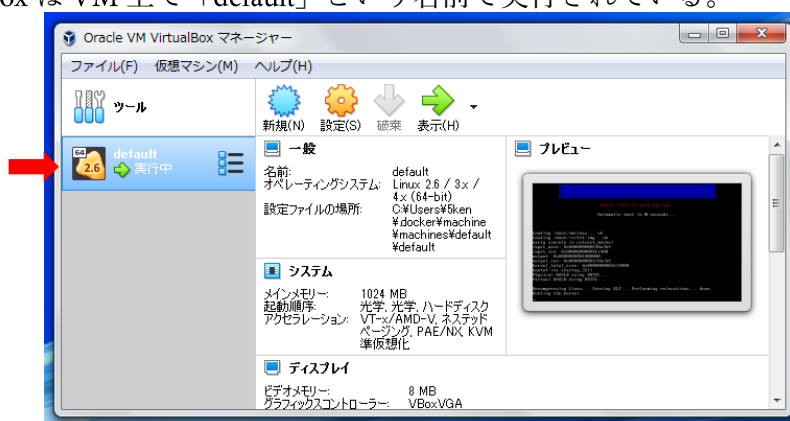 ox は VM 上で「default」という名前で実行されている。
Oracle VM VirtualBox マネージャー
ファイル(F) 仮想マシン(M) ヘルプ(H)
ツール
新規(N) 設定(S) 破棄 表示(H)
64
2.6
default
実行中
一般
名前: default
オペレーティングシステム: Linux 2.6 / 3.x /
4.x (64-bit)
設定ファイルの場所: C:¥Users¥5ken
¥.docker¥machine
¥machines¥default
¥default
システム
メインメモリー: 1024 MB
起動順序: 光学, 光学, ハードディスク
アクセラレーション: VT-x/AMD-V, ネステッド
ページング, PAE/NX, KVM
準仮想化
ディスプレイ
ビデオメモリー: 8 MB
グラフィックスコントローラー: VBoxVGA
プレビュー